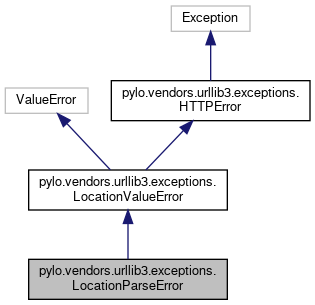 Exception
pylo.vendors.urllib3.exceptions.
HTTPError
ValueError
pylo.vendors.urllib3.exceptions.
LocationValueError
pylo.vendors.urllib3.exceptions.
LocationParseError